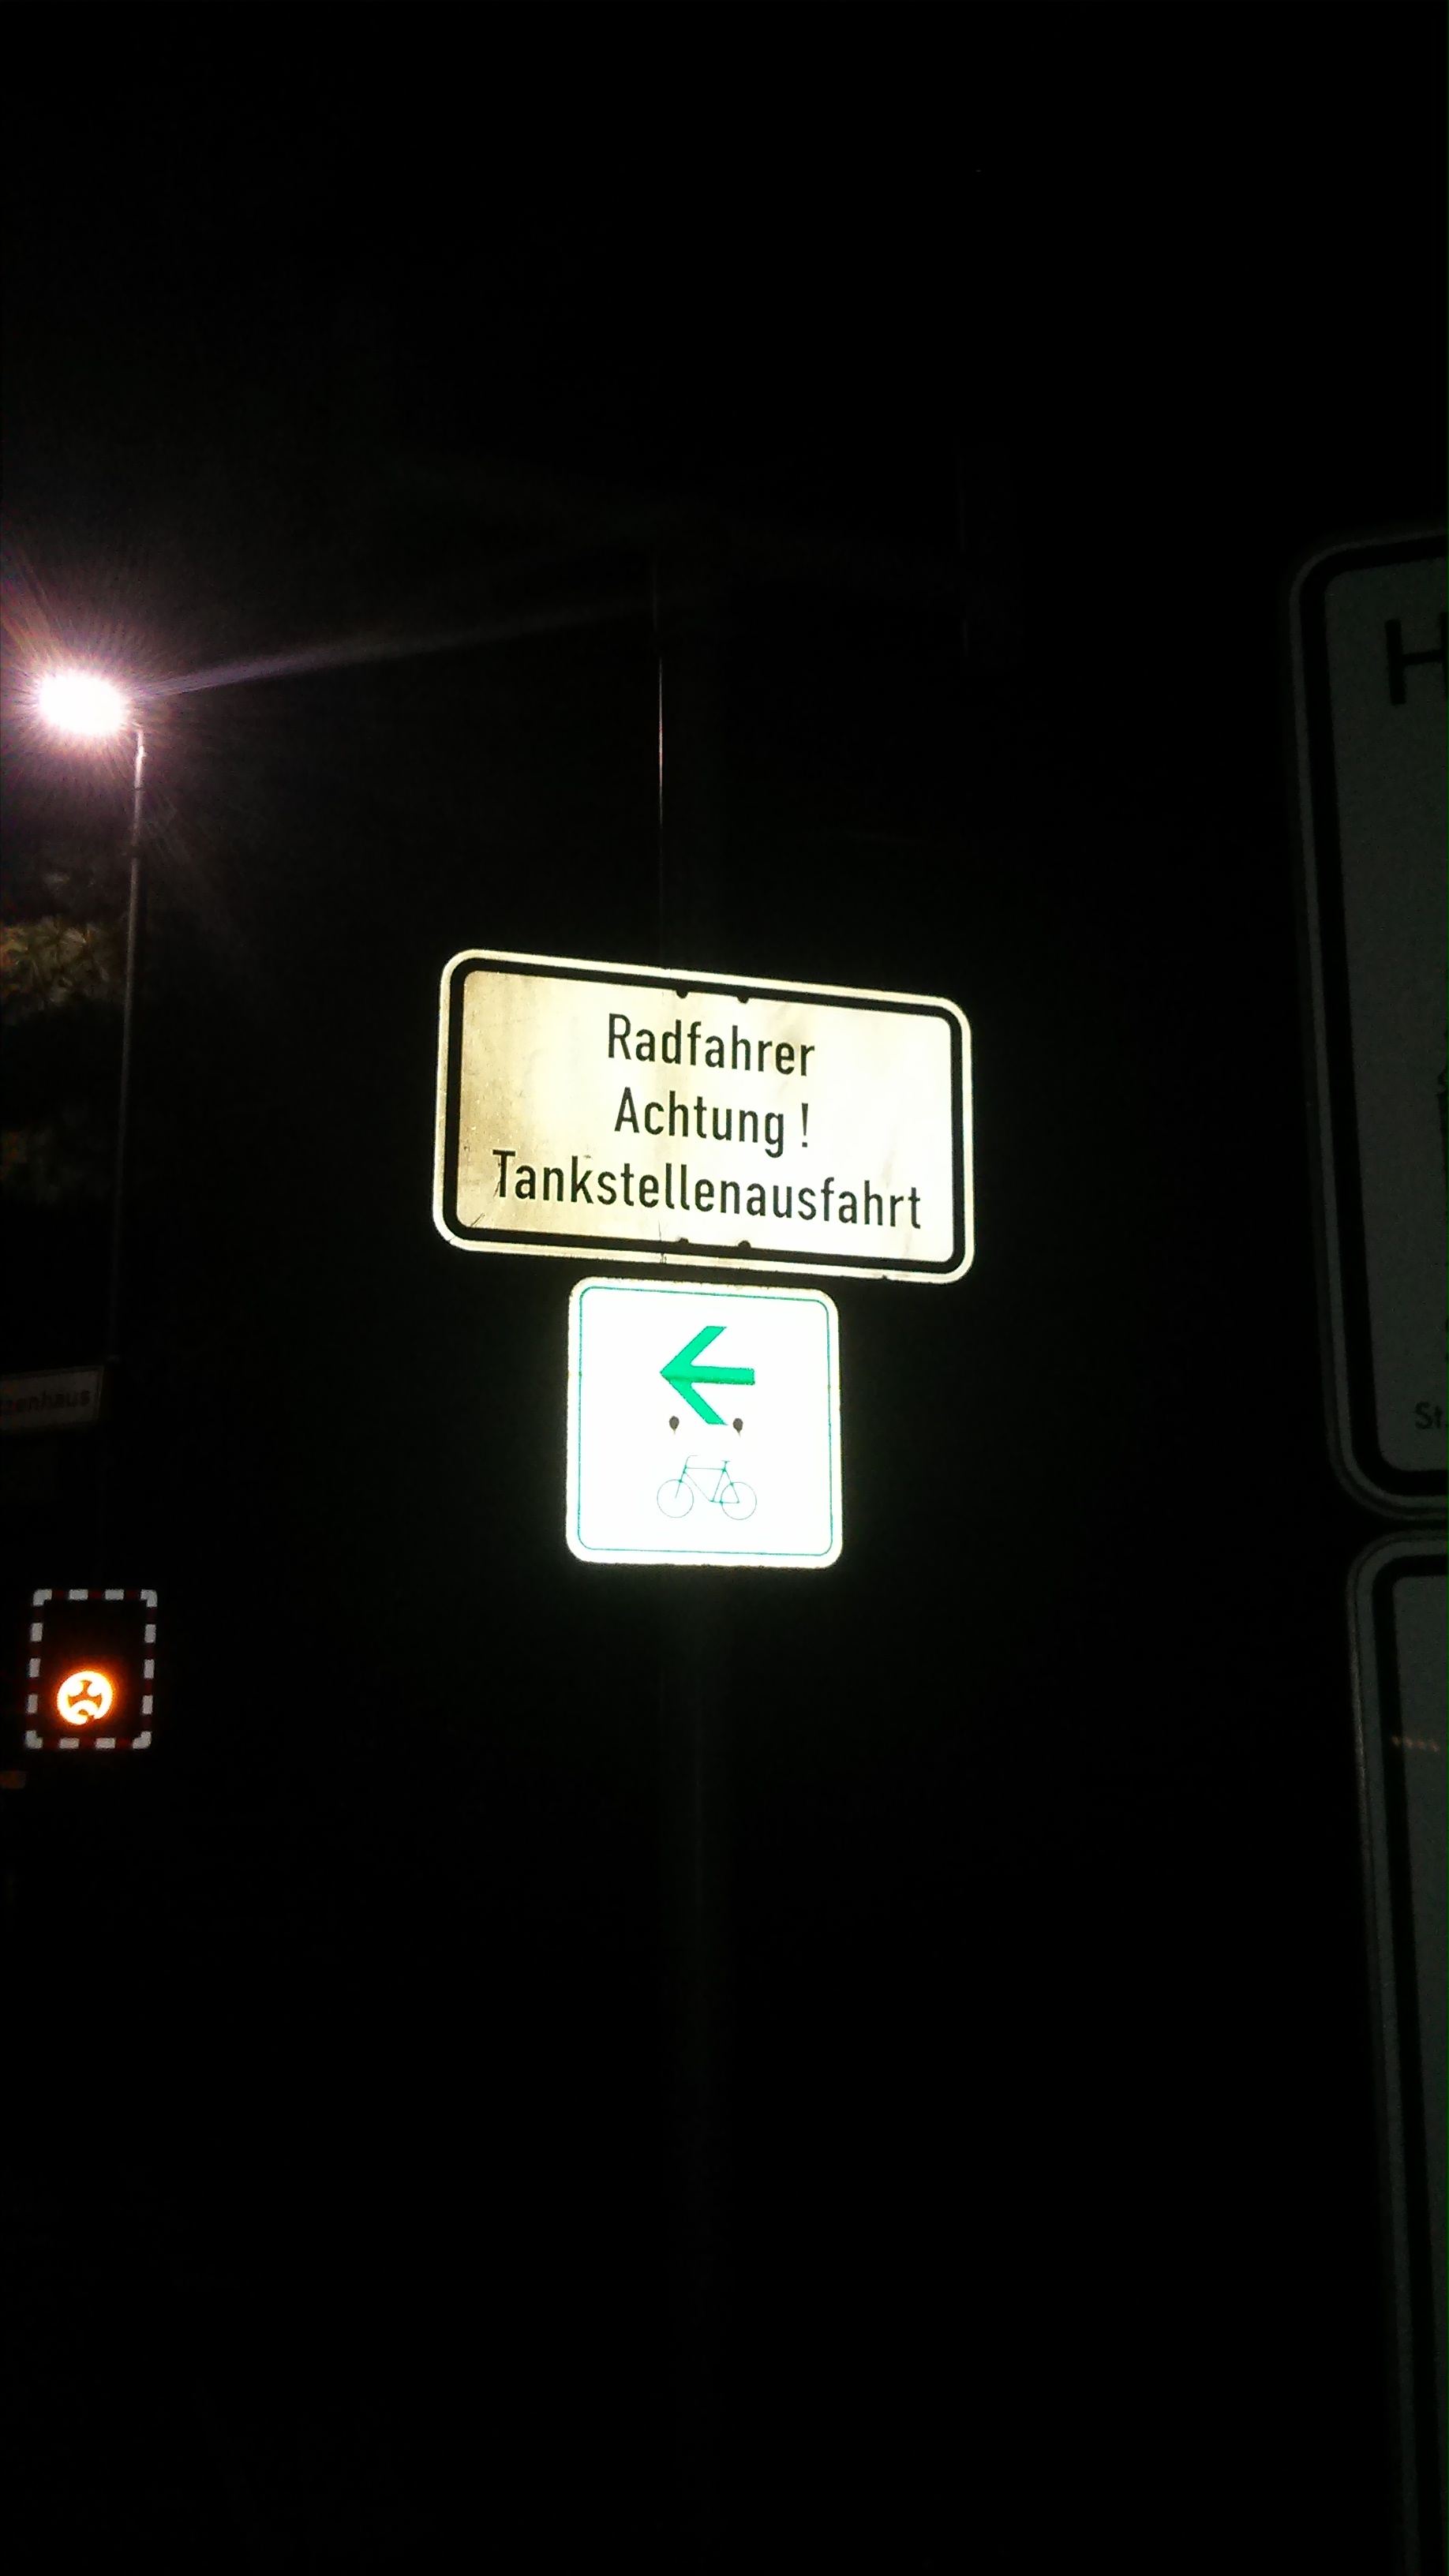 Radfahrer
Achtung !
Tankstellenausfahrt